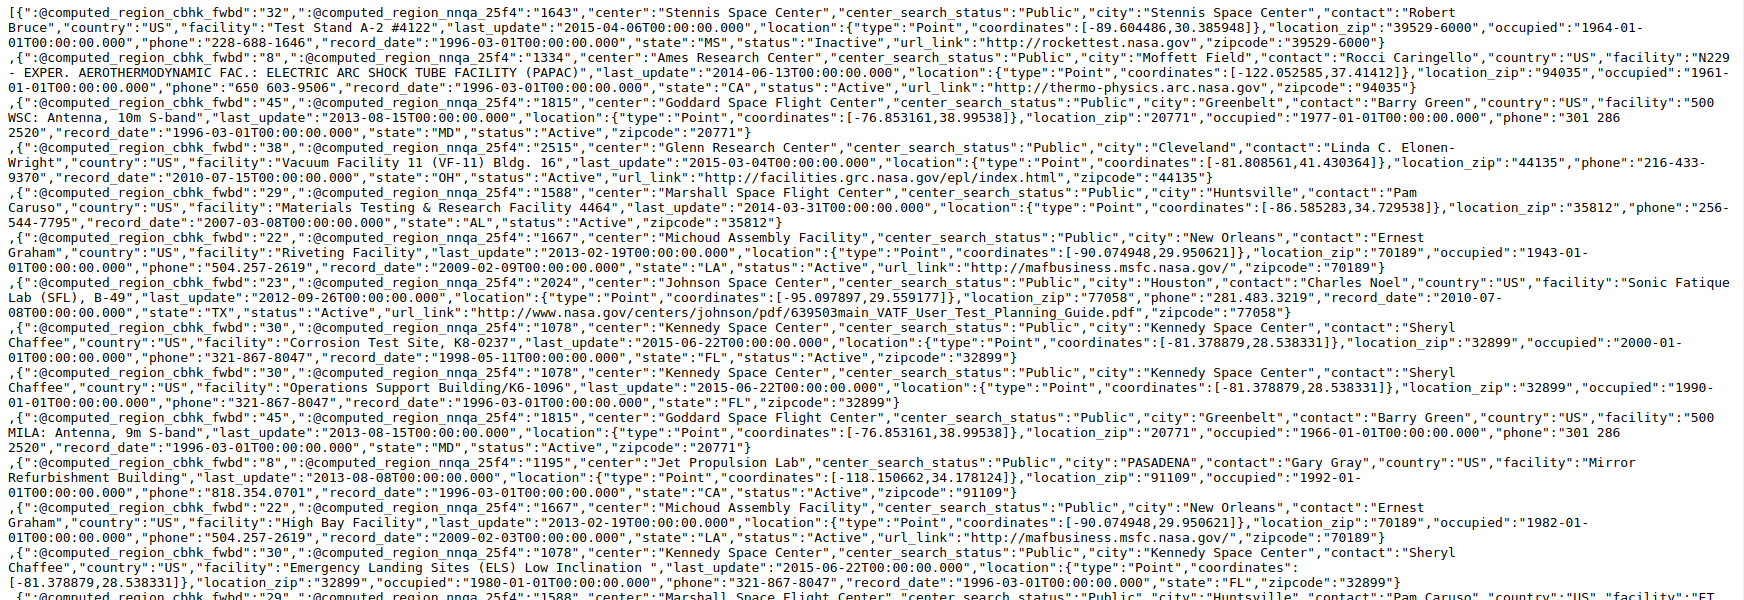 [{":@computed_region_cbhk_fwbd":"32",":@computed_region_nnqa_25f4":"1643","center":"Stennis Space Center","center_search_status":"Public","city":"Stennis Space Center","contact":"Robert
Bruce","country":"US","facility":"Test Stand A-2 #4122","last_update":"2015-04-06T00:00:00.000","location":{"type":"Point","coordinates":[-89.604486,30.385948]},"location_zip":"39529-6000","occupied":"1964-01-
01T00:00:00.000","phone":"228-688-1646","record_date":"1996-03-01T00:00:00.000","state":"MS","status":"Inactive","url_link":"http://rockettest.nasa.gov","zipcode":"39529-6000"}
,{":@computed_region_cbhk_fwbd":"8",":@computed_region_nnqa_25f4":"1334","center":"Ames Research Center","center_search_status":"Public","city":"Moffett Field","contact":"Rocci Caringello","country":"US","facility":"N229
- EXPER. AEROTHERMODYNAMIC FAC.: ELECTRIC ARC SHOCK TUBE FACILITY (PAPAC)","last_update":"2014-06-13T00:00:00.000","location":{"type":"Point","coordinates":[-122.052585,37.41412]},"location_zip":"94035","occupied":"1961-
01-01T00:00:00.000","phone":"650 603-9506","record_date":"1996-03-01T00:00:00.000","state":"CA","status":"Active","url_link":"http://thermo-physics.arc.nasa.gov","zipcode":"94035"}
,{":@computed_region_cbhk_fwbd":"45",":@computed_region_nnqa_25f4":"1815","center":"Goddard Space Flight Center","center_search_status":"Public","city":"Greenbelt","contact":"Barry Green","country":"US","facility":"500
WSC: Antenna, 10m S-band","last_update":"2013-08-15T00:00:00.000","location":{"type":"Point","coordinates":[-76.853161,38.99538]},"location_zip":"20771","occupied":"1977-01-01T00:00:00.000","phone":"301 286
2520","record_date":"1996-03-01T00:00:00.000","state":"MD","status":"Active","zipcode":"20771"}
,{":@computed_region_cbhk_fwbd":"38",":@computed_region_nnqa_25f4":"2515","center":"Glenn Research Center","center_search_status":"Public","city":"Cleveland","contact":"Linda C. Elonen-
Wright","country":"US","facility":"Vacuum Facility 11 (VF-11) Bldg. 16","last_update":"2015-03-04T00:00:00.000","location":{"type":"Point","coordinates":[-81.808561,41.430364]},"location_zip":"44135","phone":"216-433-
9370","record_date":"2010-07-15T00:00:00.000","state":"OH","status":"Active","url_link":"http://facilities.grc.nasa.gov/epl/index.html","zipcode":"44135"}
,{":@computed_region_cbhk_fwbd":"29",":@computed_region_nnqa_25f4":"1588","center":"Marshall Space Flight Center","center_search_status":"Public","city":"Huntsville","contact":"Pam
Caruso","country":"US","facility":"Materials Testing & Research Facility 4464","last_update":"2014-03-31T00:00:00.000","location":{"type":"Point","coordinates":[-86.585283,34.729538]},"location_zip":"35812","phone":"256-
544-7795","record_date":"2007-03-08T00:00:00.000","state":"AL","status":"Active","zipcode":"35812"}
,{":@computed_region_cbhk_fwbd":"22",":@computed_region_nnqa_25f4":"1667","center":"Michoud Assembly Facility","center_search_status":"Public","city":"New Orleans","contact":"Ernest
Graham","country":"US","facility":"Riveting Facility","last_update":"2013-02-19T00:00:00.000","location":{"type":"Point","coordinates":[-90.074948,29.950621]},"location_zip":"70189","occupied":"1943-01-
01T00:00:00.000","phone":"504.257-2619","record_date":"2009-02-09T00:00:00.000","state":"LA","status":"Active","url_link":"http://mafbusiness.msfc.nasa.gov/","zipcode":"70189"}
,{":@computed_region_cbhk_fwbd":"23",":@computed_region_nnqa_25f4":"2024","center":"Johnson Space Center","center_search_status":"Public","city":"Houston","contact":"Charles Noel","country":"US","facility":"Sonic Fatique
Lab (SFL), B-49","last_update":"2012-09-26T00:00:00.000","location":{"type":"Point","coordinates":[-95.097897,29.559177]},"location_zip":"77058","phone":"281.483.3219","record_date":"2010-07-
08T00:00:00.000","state":"TX","status":"Active","url_link":"http://www.nasa.gov/centers/johnson/pdf/639503main_VATF_User_Test_Planning_Guide.pdf","zipcode":"77058"}
,{":@computed_region_cbhk_fwbd":"30",":@computed_region_nnqa_25f4":"1078","center":"Kennedy Space Center","center_search_status":"Public","city":"Kennedy Space Center","contact":"Sheryl
Chaffee","country":"US","facility":"Corrosion Test Site, K8-0237","last_update":"2015-06-22T00:00:00.000","location":{"type":"Point","coordinates":[-81.378879,28.538331]},"location_zip":"32899","occupied":"2000-01-
01T00:00:00.000","phone":"321-867-8047","record_date":"1998-05-11T00:00:00.000","state":"FL","status":"Active","zipcode":"32899"}
,{":@computed_region_cbhk_fwbd":"30",":@computed_region_nnqa_25f4":"1078","center":"Kennedy Space Center","center_search_status":"Public","city":"Kennedy Space Center","contact":"Sheryl
Chaffee","country":"US","facility":"Operations Support Building/K6-1096","last_update":"2015-06-22T00:00:00.000","location":{"type":"Point","coordinates":[-81.378879,28.538331]},"location_zip":"32899","occupied":"1990-
01-01T00:00:00.000","phone":"321-867-8047","record_date":"1996-03-01T00:00:00.000","state":"FL","zipcode":"32899"}
,{":@computed_region_cbhk_fwbd":"45",":@computed_region_nnqa_25f4":"1815","center":"Goddard Space Flight Center","center_search_status":"Public","city":"Greenbelt","contact":"Barry Green","country":"US","facility":"500
MILA: Antenna, 9m S-band","last_update":"2013-08-15T00:00:00.000","location":{"type":"Point","coordinates":[-76.853161,38.99538]},"location_zip":"20771","occupied":"1966-01-01T00:00:00.000","phone":"301 286
2520","record_date":"1996-03-01T00:00:00.000","state":"MD","status":"Active","zipcode":"20771"}
,{":@computed_region_cbhk_fwbd":"8",":@computed_region_nnqa_25f4":"1195","center":"Jet Propulsion Lab","center_search_status":"Public","city":"PASADENA","contact":"Gary Gray","country":"US","facility":"Mirror
Refurbishment Building","last_update":"2013-08-08T00:00:00.000","location":{"type":"Point","coordinates":[-118.150662,34.178124]},"location_zip":"91109","occupied":"1992-01-
01T00:00:00.000","phone":"818.354.0701","record_date":"1996-03-01T00:00:00.000","state":"CA","status":"Active","zipcode":"91109"}
,{":@computed_region_cbhk_fwbd":"22",":@computed_region_nnqa_25f4":"1667","center":"Michoud Assembly Facility","center_search_status":"Public","city":"New Orleans","contact":"Ernest
Graham","country":"US","facility":"High Bay Facility","last_update":"2013-02-19T00:00:00.000","location":{"type":"Point","coordinates":[-90.074948,29.950621]},"location_zip":"70189","occupied":"1982-01-
01T00:00:00.000","phone":"504.257-2619","record_date":"2009-02-03T00:00:00.000","state":"LA","status":"Active","url_link":"http://mafbusiness.msfc.nasa.gov/","zipcode":"70189"}
,{":@computed_region_cbhk_fwbd":"30",":@computed_region_nnqa_25f4":"1078","center":"Kennedy Space Center","center_search_status":"Public","city":"Kennedy Space Center","contact":"Sheryl
Chaffee","country":"US","facility":"Emergency Landing Sites (ELS) Low Inclination ","last_update":"2015-06-22T00:00:00.000","location":{"type":"Point","coordinates":
[-81.378879,28.538331]},"location_zip":"32899","occupied":"1980-01-01T00:00:00.000","phone":"321-867-8047","record_date":"1996-03-01T00:00:00.000","state":"FL","zipcode":"32899"}
,{":@computed_region_cbhk_fwbd":"29",":@computed_region_nnqa_25f4":"1588","center":"Marshall Space Flight Center","center_search_status":"Public","city":"Huntsville","contact":"Pam Caruso","country":"US","facility":"ET